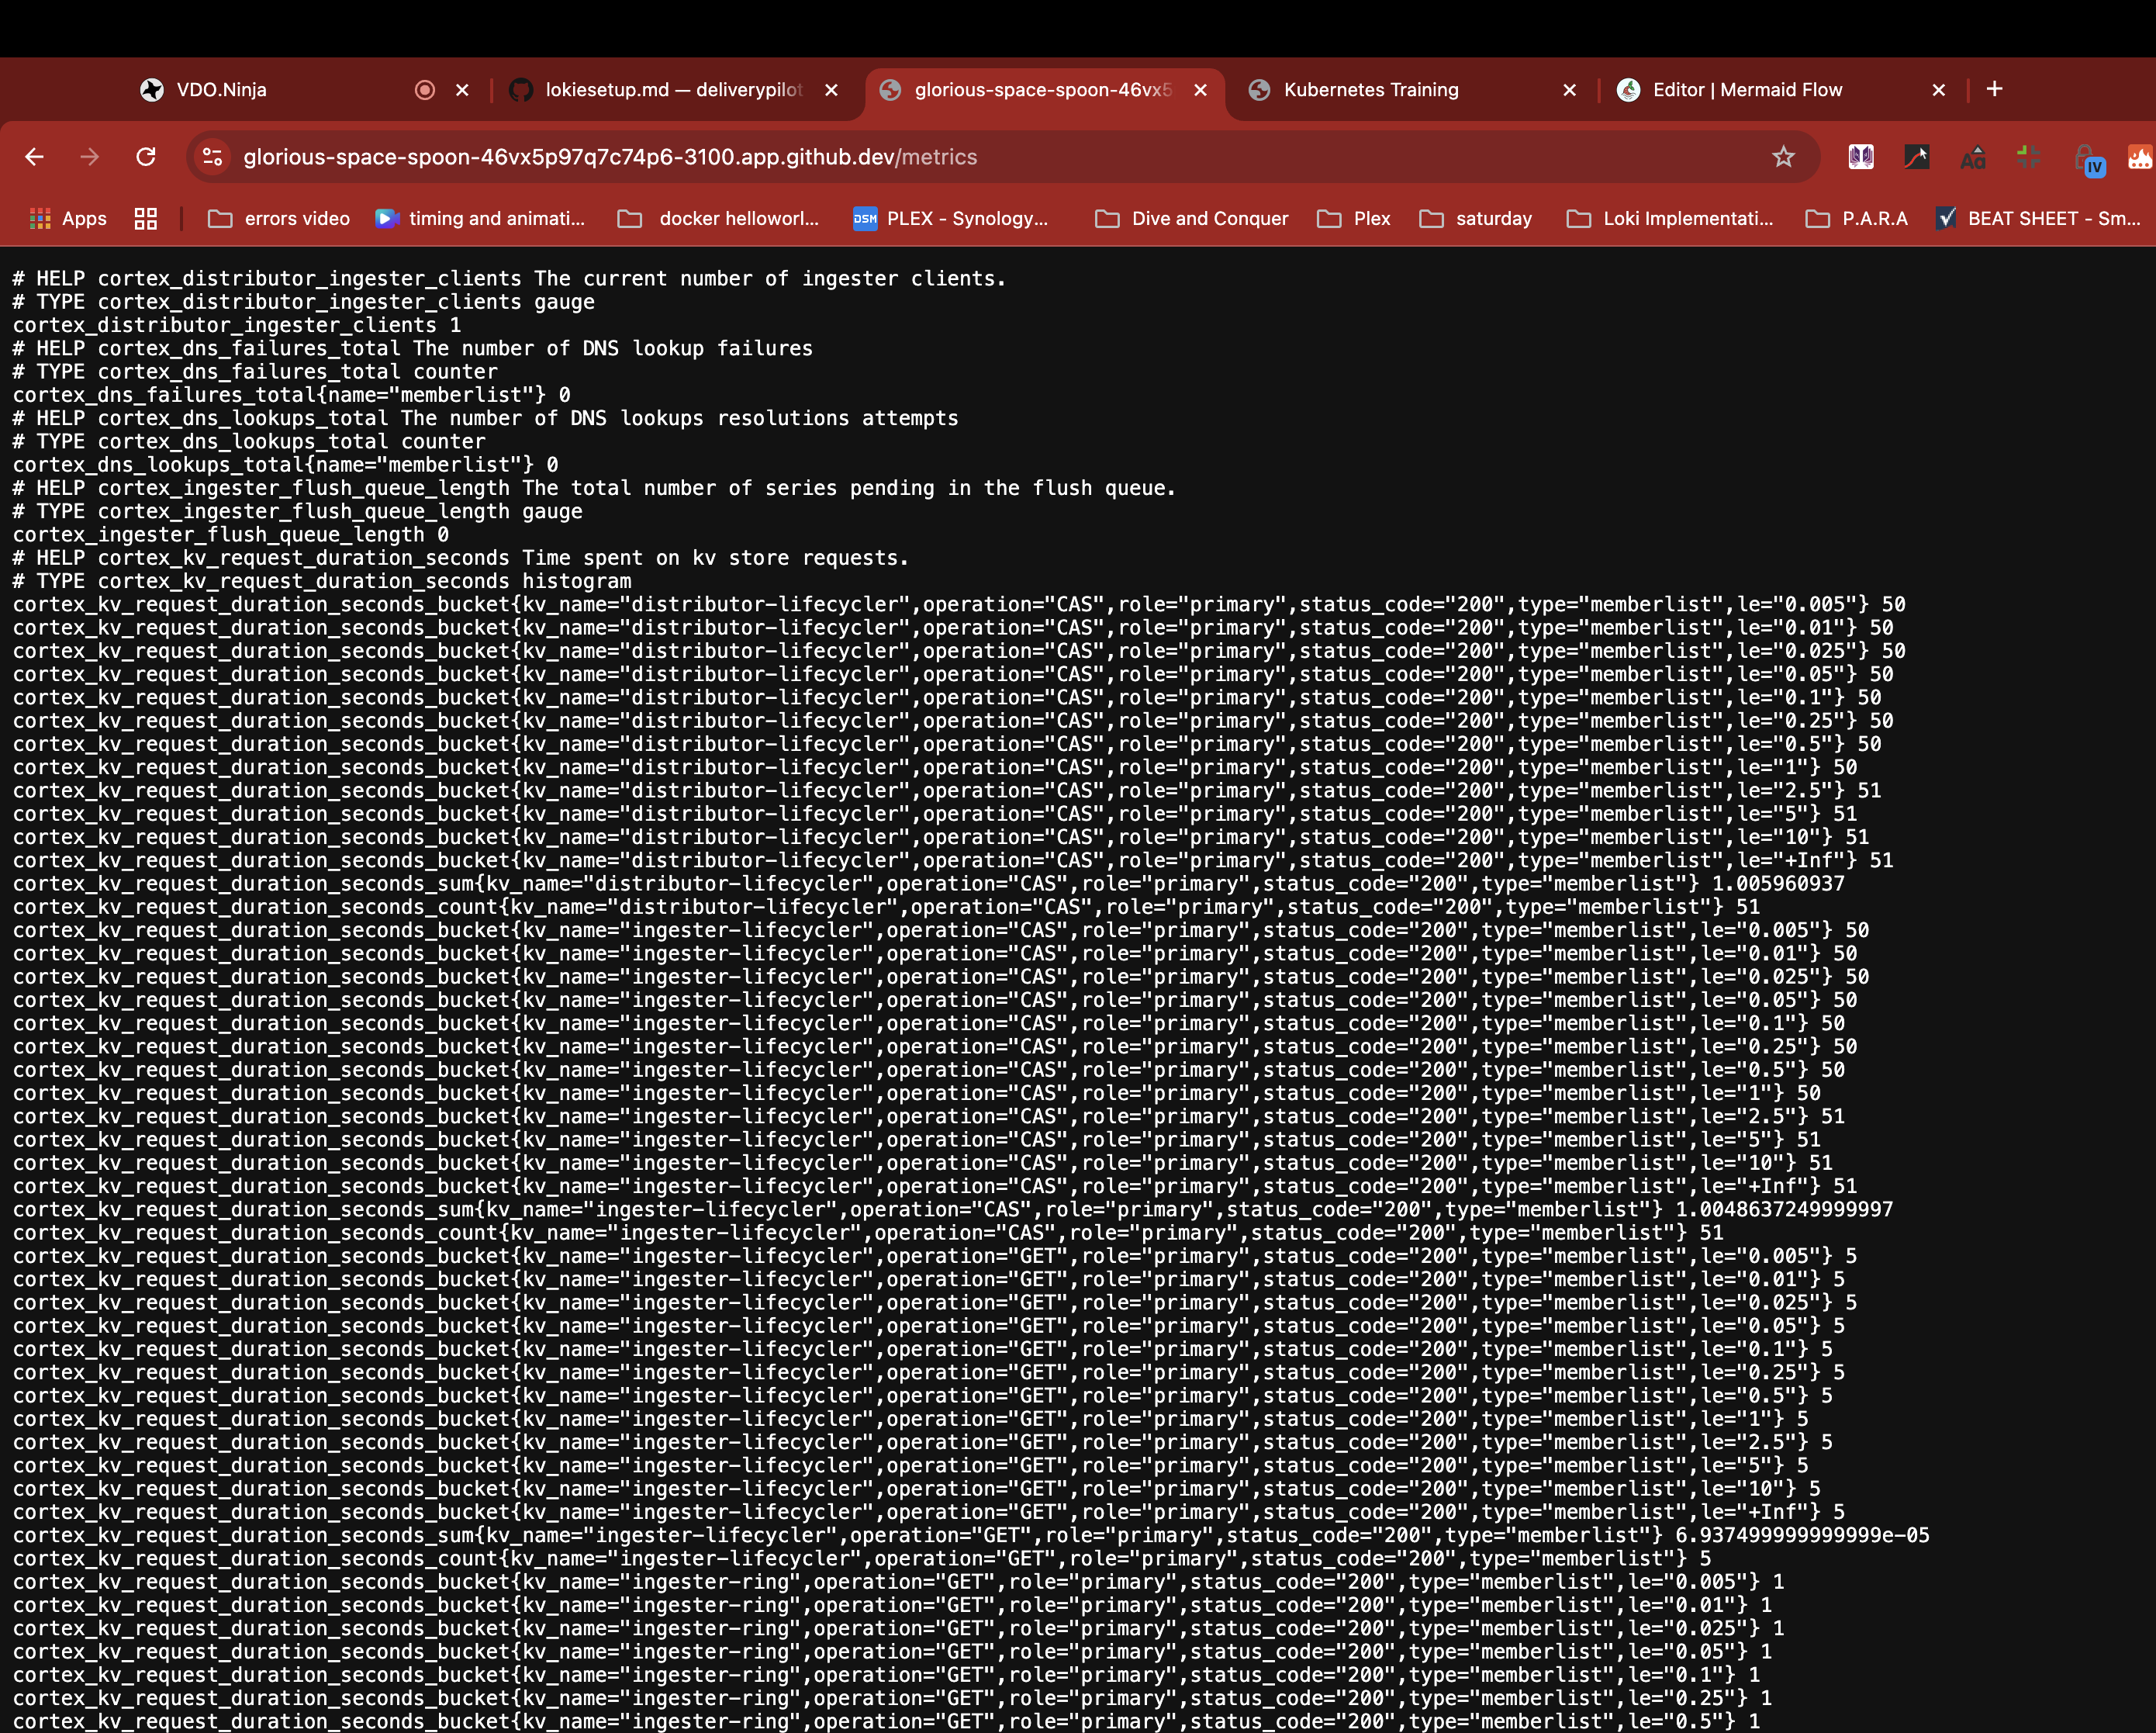 VDO.Ninja
lokiesetup.md — deliverypilot
glorious-space-spoon-46vx5
Kubernetes Training
Editor | Mermaid Flow
glorious-space-spoon-46vx5p97q7c74p6-3100.app.github.dev/metrics
Aa
IV
Apps
errors video
timing and animati...
docker helloworl...
DSM
PLEX - Synology...
Dive and Conquer
Plex
saturday
Loki Implementati...
P.A.R.A
BEAT SHEET - Sm...
# HELP cortex_distributor_ingester_clients The current number of ingester clients.
# TYPE cortex_distributor_ingester_clients gauge
cortex_distributor_ingester_clients 1
# HELP cortex_dns_failures_total The number of DNS lookup failures
# TYPE cortex_dns_failures_total counter
cortex_dns_failures_total{name="memberlist"} 0
# HELP cortex_dns_lookups_total The number of DNS lookups resolutions attempts
# TYPE cortex_dns_lookups_total counter
cortex_dns_lookups_total{name="memberlist"} 0
# HELP cortex_ingester_flush_queue_length The total number of series pending in the flush queue.
# TYPE cortex_ingester_flush_queue_length gauge
cortex_ingester_flush_queue_length 0
# HELP cortex_kv_request_duration_seconds Time spent on kv store requests.
# TYPE cortex_kv_request_duration_seconds histogram
cortex_kv_request_duration_seconds_bucket{kv_name="distributor-lifecycler",operation="CAS",role="primary",status_code="200",type="memberlist",le="0.005"} 50
cortex_kv_request_duration_seconds_bucket{kv_name="distributor-lifecycler",operation="CAS",role="primary",status_code="200",type="memberlist",le="0.01"} 50
cortex_kv_request_duration_seconds_bucket{kv_name="distributor-lifecycler",operation="CAS",role="primary",status_code="200",type="memberlist",le="0.025"} 50
cortex_kv_request_duration_seconds_bucket{kv_name="distributor-lifecycler",operation="CAS",role="primary",status_code="200",type="memberlist",le="0.05"} 50
cortex_kv_request_duration_seconds_bucket{kv_name="distributor-lifecycler",operation="CAS",role="primary",status_code="200",type="memberlist",le="0.1"} 50
cortex_kv_request_duration_seconds_bucket{kv_name="distributor-lifecycler",operation="CAS",role="primary",status_code="200",type="memberlist",le="0.25"} 50
cortex_kv_request_duration_seconds_bucket{kv_name="distributor-lifecycler",operation="CAS",role="primary",status_code="200",type="memberlist",le="0.5"} 50
cortex_kv_request_duration_seconds_bucket{kv_name="distributor-lifecycler",operation="CAS",role="primary",status_code="200",type="memberlist",le="1"} 50
cortex_kv_request_duration_seconds_bucket{kv_name="distributor-lifecycler",operation="CAS",role="primary",status_code="200",type="memberlist",le="2.5"} 51
cortex_kv_request_duration_seconds_bucket{kv_name="distributor-lifecycler",operation="CAS",role="primary",status_code="200",type="memberlist",le="5"} 51
cortex_kv_request_duration_seconds_bucket{kv_name="distributor-lifecycler",operation="CAS",role="primary",status_code="200",type="memberlist",le="10"} 51
cortex_kv_request_duration_seconds_bucket{kv_name="distributor-lifecycler",operation="CAS",role="primary",status_code="200",type="memberlist",le="+Inf"} 51
cortex_kv_request_duration_seconds_sum{kv_name="distributor-lifecycler",operation="CAS",role="primary",status_code="200",type="memberlist"} 1.005960937
cortex_kv_request_duration_seconds_count{kv_name="distributor-lifecycler",operation="CAS",role="primary",status_code="200",type="memberlist"} 51
cortex_kv_request_duration_seconds_bucket{kv_name="ingester-lifecycler",operation="CAS",role="primary",status_code="200",type="memberlist",le="0.005"} 50
cortex_kv_request_duration_seconds_bucket{kv_name="ingester-lifecycler",operation="CAS",role="primary",status_code="200",type="memberlist",le="0.01"} 50
cortex_kv_request_duration_seconds_bucket{kv_name="ingester-lifecycler",operation="CAS",role="primary",status_code="200",type="memberlist",le="0.025"} 50
cortex_kv_request_duration_seconds_bucket{kv_name="ingester-lifecycler",operation="CAS",role="primary",status_code="200",type="memberlist",le="0.05"} 50
cortex_kv_request_duration_seconds_bucket{kv_name="ingester-lifecycler",operation="CAS",role="primary",status_code="200",type="memberlist",le="0.1"} 50
cortex_kv_request_duration_seconds_bucket{kv_name="ingester-lifecycler",operation="CAS",role="primary",status_code="200",type="memberlist",le="0.25"} 50
cortex_kv_request_duration_seconds_bucket{kv_name="ingester-lifecycler",operation="CAS",role="primary",status_code="200",type="memberlist",le="0.5"} 50
cortex_kv_request_duration_seconds_bucket{kv_name="ingester-lifecycler",operation="CAS",role="primary",status_code="200",type="memberlist",le="1"} 50
cortex_kv_request_duration_seconds_bucket{kv_name="ingester-lifecycler",operation="CAS",role="primary",status_code="200",type="memberlist",le="2.5"} 51
cortex_kv_request_duration_seconds_bucket{kv_name="ingester-lifecycler",operation="CAS",role="primary",status_code="200",type="memberlist",le="5"} 51
cortex_kv_request_duration_seconds_bucket{kv_name="ingester-lifecycler",operation="CAS",role="primary",status_code="200",type="memberlist",le="10"} 51
cortex_kv_request_duration_seconds_bucket{kv_name="ingester-lifecycler",operation="CAS",role="primary",status_code="200",type="memberlist",le="+Inf"} 51
cortex_kv_request_duration_seconds_sum{kv_name="ingester-lifecycler",operation="CAS",role="primary",status_code="200",type="memberlist"} 1.0048637249999997
cortex_kv_request_duration_seconds_count{kv_name="ingester-lifecycler",operation="CAS",role="primary",status_code="200",type="memberlist"} 51
cortex_kv_request_duration_seconds_bucket{kv_name="ingester-lifecycler",operation="GET",role="primary",status_code="200",type="memberlist",le="0.005"} 5
cortex_kv_request_duration_seconds_bucket{kv_name="ingester-lifecycler",operation="GET",role="primary",status_code="200",type="memberlist",le="0.01"} 5
cortex_kv_request_duration_seconds_bucket{kv_name="ingester-lifecycler",operation="GET",role="primary",status_code="200",type="memberlist",le="0.025"} 5
cortex_kv_request_duration_seconds_bucket{kv_name="ingester-lifecycler",operation="GET",role="primary",status_code="200",type="memberlist",le="0.05"} 5
cortex_kv_request_duration_seconds_bucket{kv_name="ingester-lifecycler",operation="GET",role="primary",status_code="200",type="memberlist",le="0.1"} 5
cortex_kv_request_duration_seconds_bucket{kv_name="ingester-lifecycler",operation="GET",role="primary",status_code="200",type="memberlist",le="0.25"} 5
cortex_kv_request_duration_seconds_bucket{kv_name="ingester-lifecycler",operation="GET",role="primary",status_code="200",type="memberlist",le="0.5"} 5
cortex_kv_request_duration_seconds_bucket{kv_name="ingester-lifecycler",operation="GET",role="primary",status_code="200",type="memberlist",le="1"} 5
cortex_kv_request_duration_seconds_bucket{kv_name="ingester-lifecycler",operation="GET",role="primary",status_code="200",type="memberlist",le="2.5"} 5
cortex_kv_request_duration_seconds_bucket{kv_name="ingester-lifecycler",operation="GET",role="primary",status_code="200",type="memberlist",le="5"} 5
cortex_kv_request_duration_seconds_bucket{kv_name="ingester-lifecycler",operation="GET",role="primary",status_code="200",type="memberlist",le="10"} 5
cortex_kv_request_duration_seconds_bucket{kv_name="ingester-lifecycler",operation="GET",role="primary",status_code="200",type="memberlist",le="+Inf"} 5
cortex_kv_request_duration_seconds_sum{kv_name="ingester-lifecycler",operation="GET",role="primary",status_code="200",type="memberlist"} 6.937499999999999e-05
cortex_kv_request_duration_seconds_count{kv_name="ingester-lifecycler",operation="GET",role="primary",status_code="200",type="memberlist"} 5
cortex_kv_request_duration_seconds_bucket{kv_name="ingester-ring",operation="GET",role="primary",status_code="200",type="memberlist",le="0.005"} 1
cortex_kv_request_duration_seconds_bucket{kv_name="ingester-ring",operation="GET",role="primary",status_code="200",type="memberlist",le="0.01"} 1
cortex_kv_request_duration_seconds_bucket{kv_name="ingester-ring",operation="GET",role="primary",status_code="200",type="memberlist",le="0.025"} 1
cortex_kv_request_duration_seconds_bucket{kv_name="ingester-ring",operation="GET",role="primary",status_code="200",type="memberlist",le="0.05"} 1
cortex_kv_request_duration_seconds_bucket{kv_name="ingester-ring",operation="GET",role="primary",status_code="200",type="memberlist",le="0.1"} 1
cortex_kv_request_duration_seconds_bucket{kv_name="ingester-ring",operation="GET",role="primary",status_code="200",type="memberlist",le="0.25"} 1
cortex_kv_request_duration_seconds_bucket{kv_name="ingester-ring",operation="GET",role="primary",status_code="200",type="memberlist",le="0.5"} 1